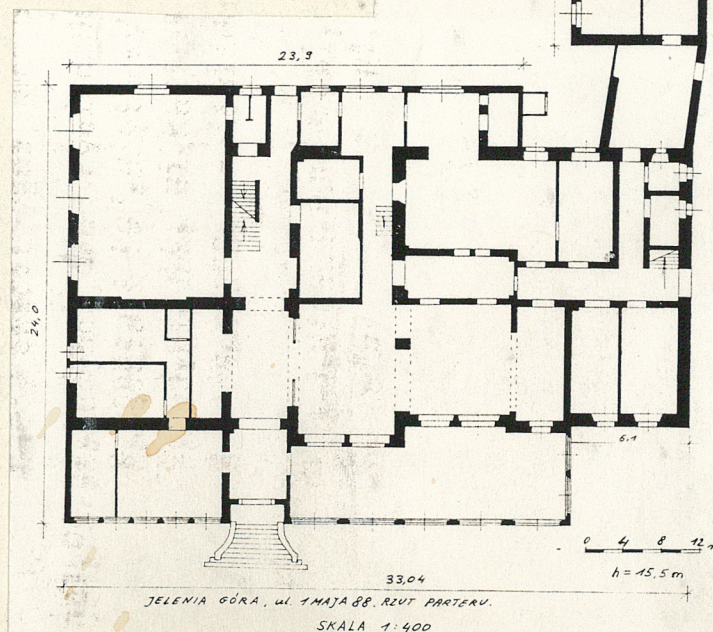 23,9
24,0
6.1
0 4 8 12
h = 15,5 m
33,04
JELENIA GÓRA, ul. 1 MAJA 88. RZUT PARTERU.
SKALA 1:400